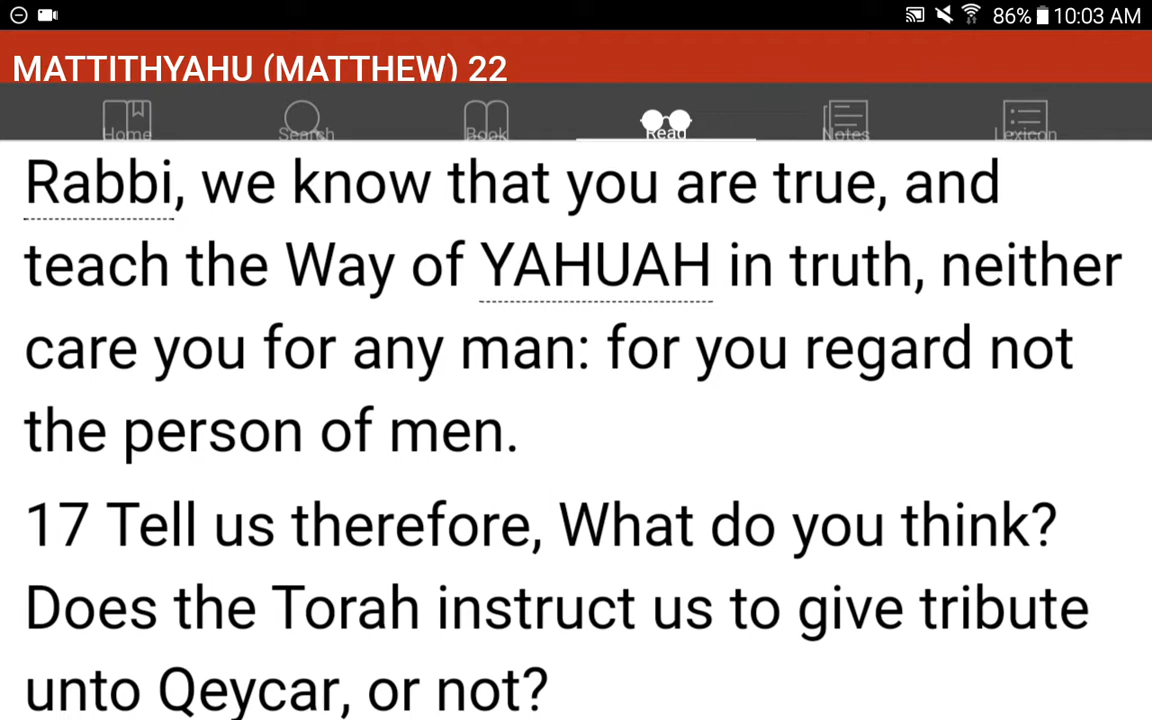 86% 10:03 AM
MATTITHYAHU (MATTHEW) 22
Home Search Book Read Notes Lexicon
Rabbi, we know that you are true, and
teach the Way of YAHUAH in truth, neither
care you for any man: for you regard not
the person of men.
17 Tell us therefore, What do you think?
Does the Torah instruct us to give tribute
unto Qeycar, or not?